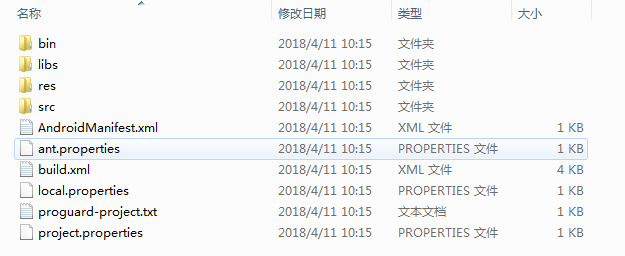 名称 修改日期 类型 大小
bin 2018/4/11 10:15 文件夹
libs 2018/4/11 10:15 文件夹
res 2018/4/11 10:15 文件夹
src 2018/4/11 10:15 文件夹
AndroidManifest.xml 2018/4/11 10:15 XML 文件 1 KB
ant.properties 2018/4/11 10:15 PROPERTIES 文件 1 KB
build.xml 2018/4/11 10:15 XML 文件 4 KB
local.properties 2018/4/11 10:15 PROPERTIES 文件 1 KB
proguard-project.txt 2018/4/11 10:15 文本文档 1 KB
project.properties 2018/4/11 10:15 PROPERTIES 文件 1 KB